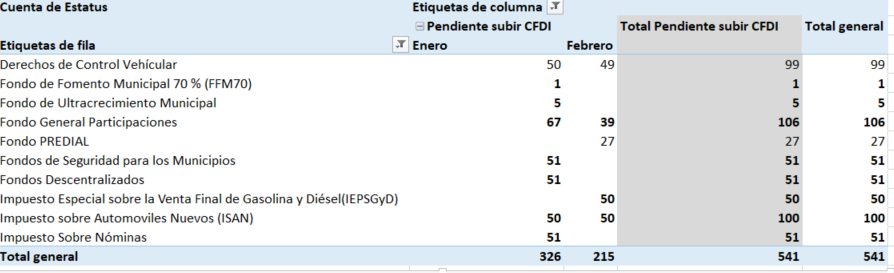 Cuenta de Estatus Etiquetas de columna
Pendiente subir CFDI Total Pendiente subir CFDI Total general
Etiquetas de fila Enero Febrero
Derechos de Control Vehícular 50 49 99 99
Fondo de Fomento Municipal 70 % (FFM70) 1 1 1
Fondo de Ultracrecimiento Municipal 5 5 5
Fondo General Participaciones 67 39 106 106
Fondo PREDIAL 27 27 27
Fondos de Seguridad para los Municipios 51 51 51
Fondos Descentralizados 51 51 51
Impuesto Especial sobre la Venta Final de Gasolina y Diésel(IEPSGyD) 50 50 50
Impuesto sobre Automoviles Nuevos (ISAN) 50 50 100 100
Impuesto Sobre Nóminas 51 51 51
Total general 326 215 541 541